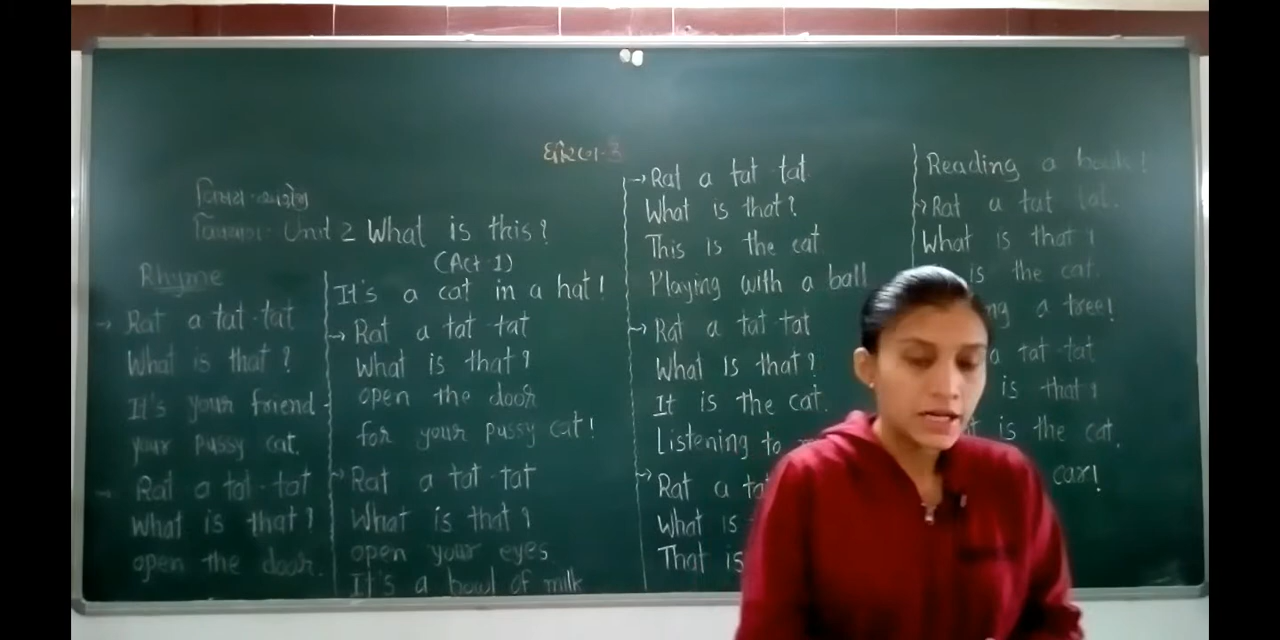 ધોરણ-૩
વિષય-અંગ્રેજી
વિભાગ- Unit 2 What is this?
(Act-1)
Rhyme
→ Rat a tat-tat
What is that?
It's your friend
your pussy cat.
→ Rat a tat-tat
What is that?
open the door.
It's a cat in a hat!
→ Rat a tat-tat
What is that?
open the door
for your pussy cat!
→ Rat a tat-tat
What is that?
open your eyes
It's a bowl of milk
→ Rat a tat-tat.
What is that?
This is the cat
Playing with a ball
→ Rat a tat-tat
What is that?
It is the cat.
Listening to
→ Rat a
What is
That is
Reading a book!
→ Rat a tat tat.
What is that?
is the cat.
a tree!
a tat-tat
is that?
is the cat.
car!